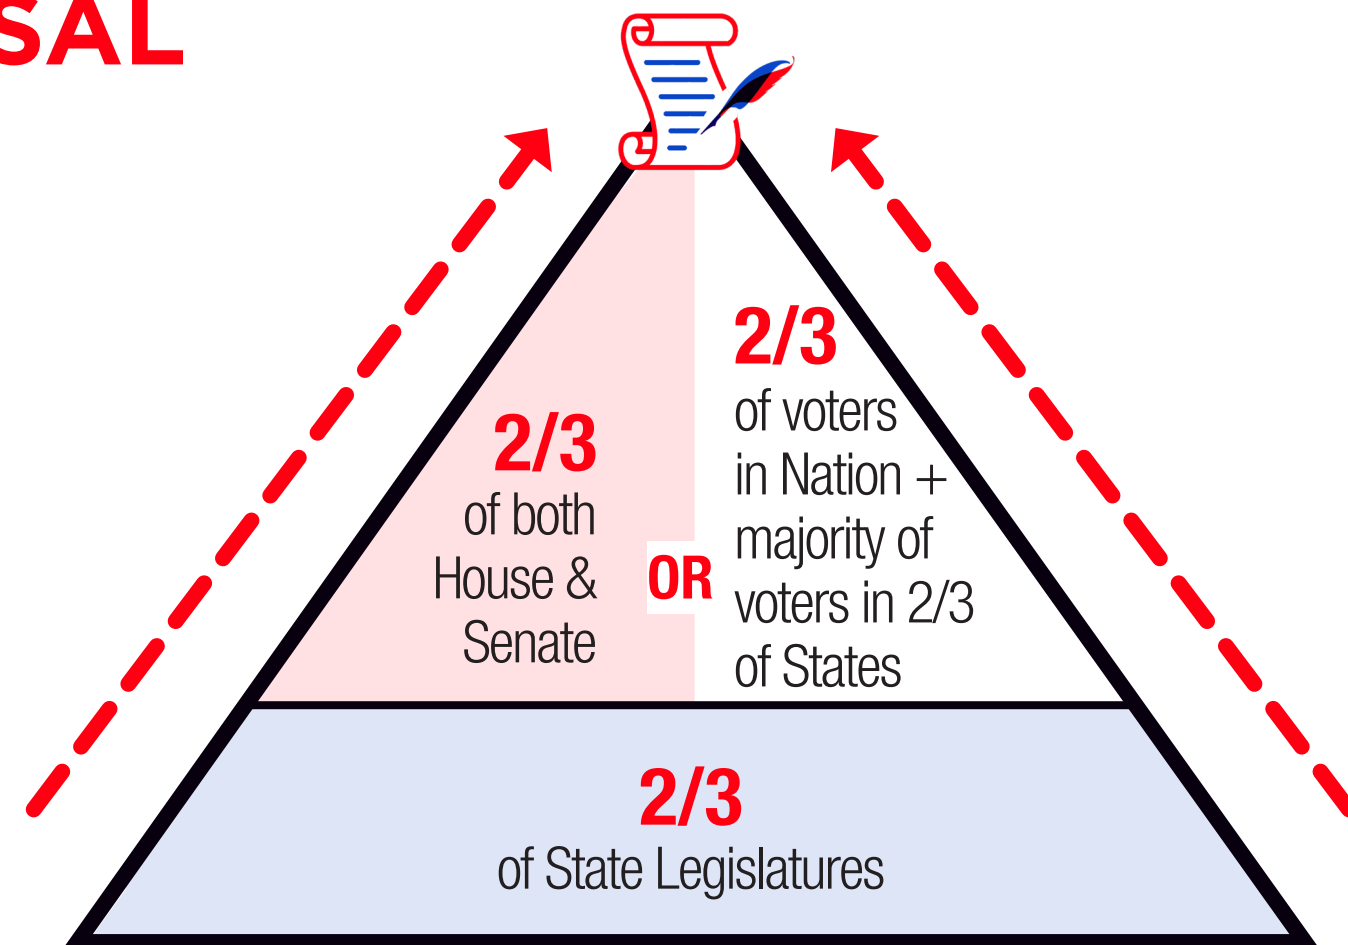 SAL
2/3
of both
House &
Senate
OR
2/3
of voters
in Nation +
majority of
voters in 2/3
of States
2/3
of State Legislatures